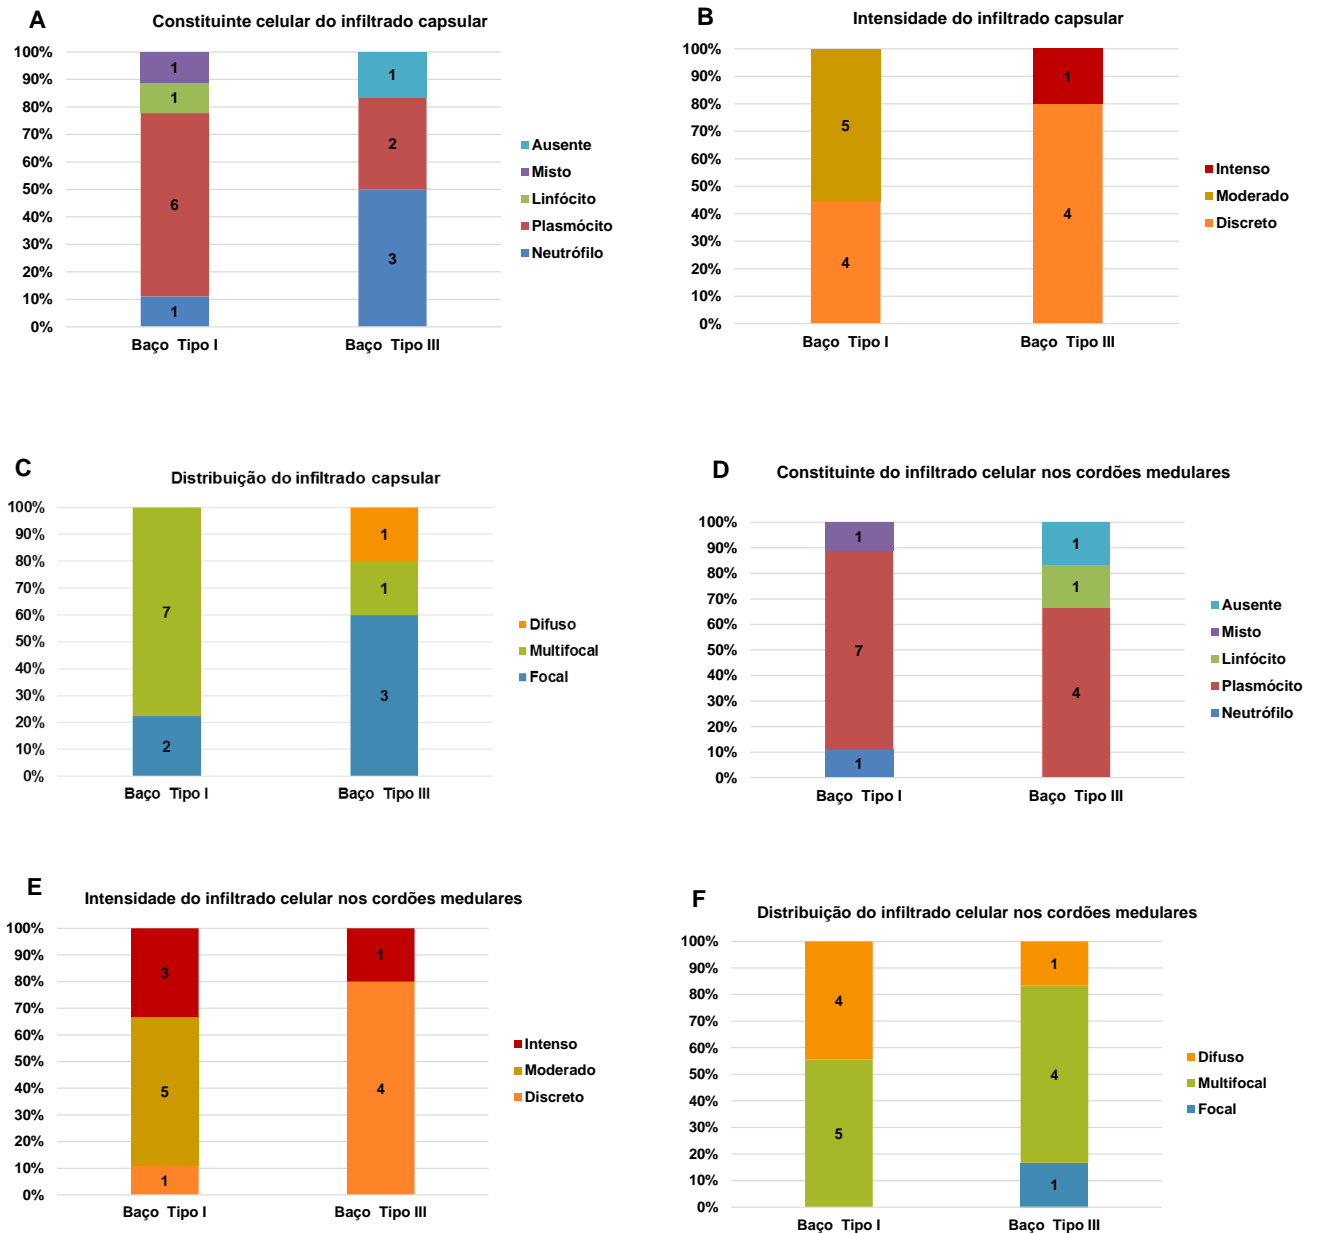 A
Constituinte celular do infiltrado capsular
100%
90%
80%
70%
60%
50%
40%
30%
20%
10%
0%
1
1
6
1
1
2
3
Baço Tipo I
Baço Tipo III
Ausente
Misto
Linfócito
Plasmócito
Neutrófilo
B
Intensidade do infiltrado capsular
100%
90%
80%
70%
60%
50%
40%
30%
20%
10%
0%
5
4
1
4
Baço Tipo I
Baço Tipo III
Intenso
Moderado
Discreto
C
Distribuição do infiltrado capsular
100%
90%
80%
70%
60%
50%
40%
30%
20%
10%
0%
7
2
1
1
3
Baço Tipo I
Baço Tipo III
Difuso
Multifocal
Focal
D
Constituinte do infiltrado celular nos cordões medulares
100%
90%
80%
70%
60%
50%
40%
30%
20%
10%
0%
1
7
1
1
1
4
Baço Tipo I
Baço Tipo III
Ausente
Misto
Linfócito
Plasmócito
Neutrófilo
E
Intensidade do infiltrado celular nos cordões medulares
100%
90%
80%
70%
60%
50%
40%
30%
20%
10%
0%
3
5
1
1
4
Baço Tipo I
Baço Tipo III
Intenso
Moderado
Discreto
F
Distribuição do infiltrado celular nos cordões medulares
100%
90%
80%
70%
60%
50%
40%
30%
20%
10%
0%
4
5
1
4
1
Baço Tipo I
Baço Tipo III
Difuso
Multifocal
Focal